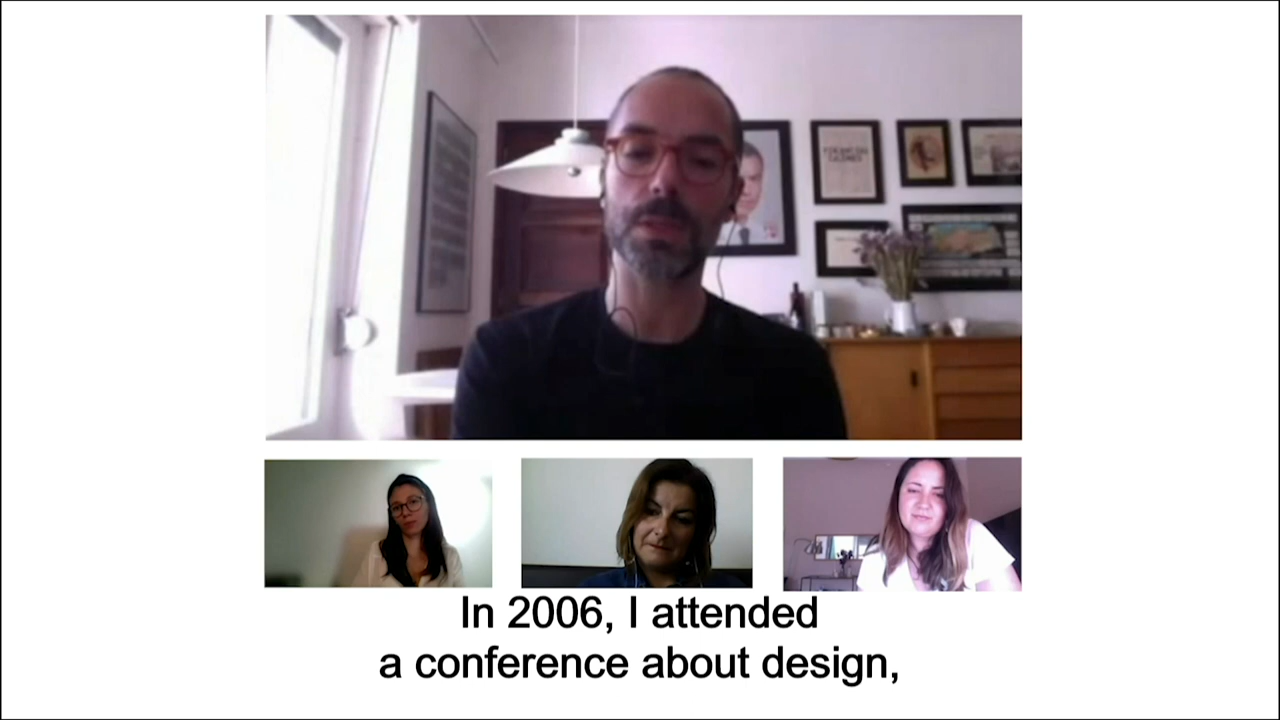 In 2006, I attended
a conference about design,